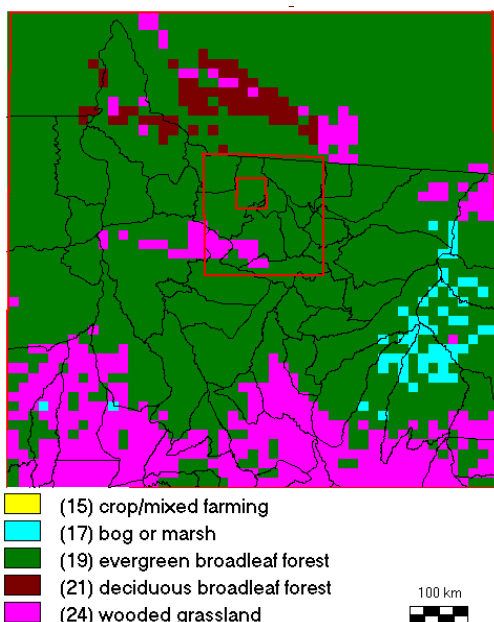 (15) crop/mixed farming
(17) bog or marsh
(19) evergreen broadleaf forest
(21) deciduous broadleaf forest
100 km
(24) wooded grassland